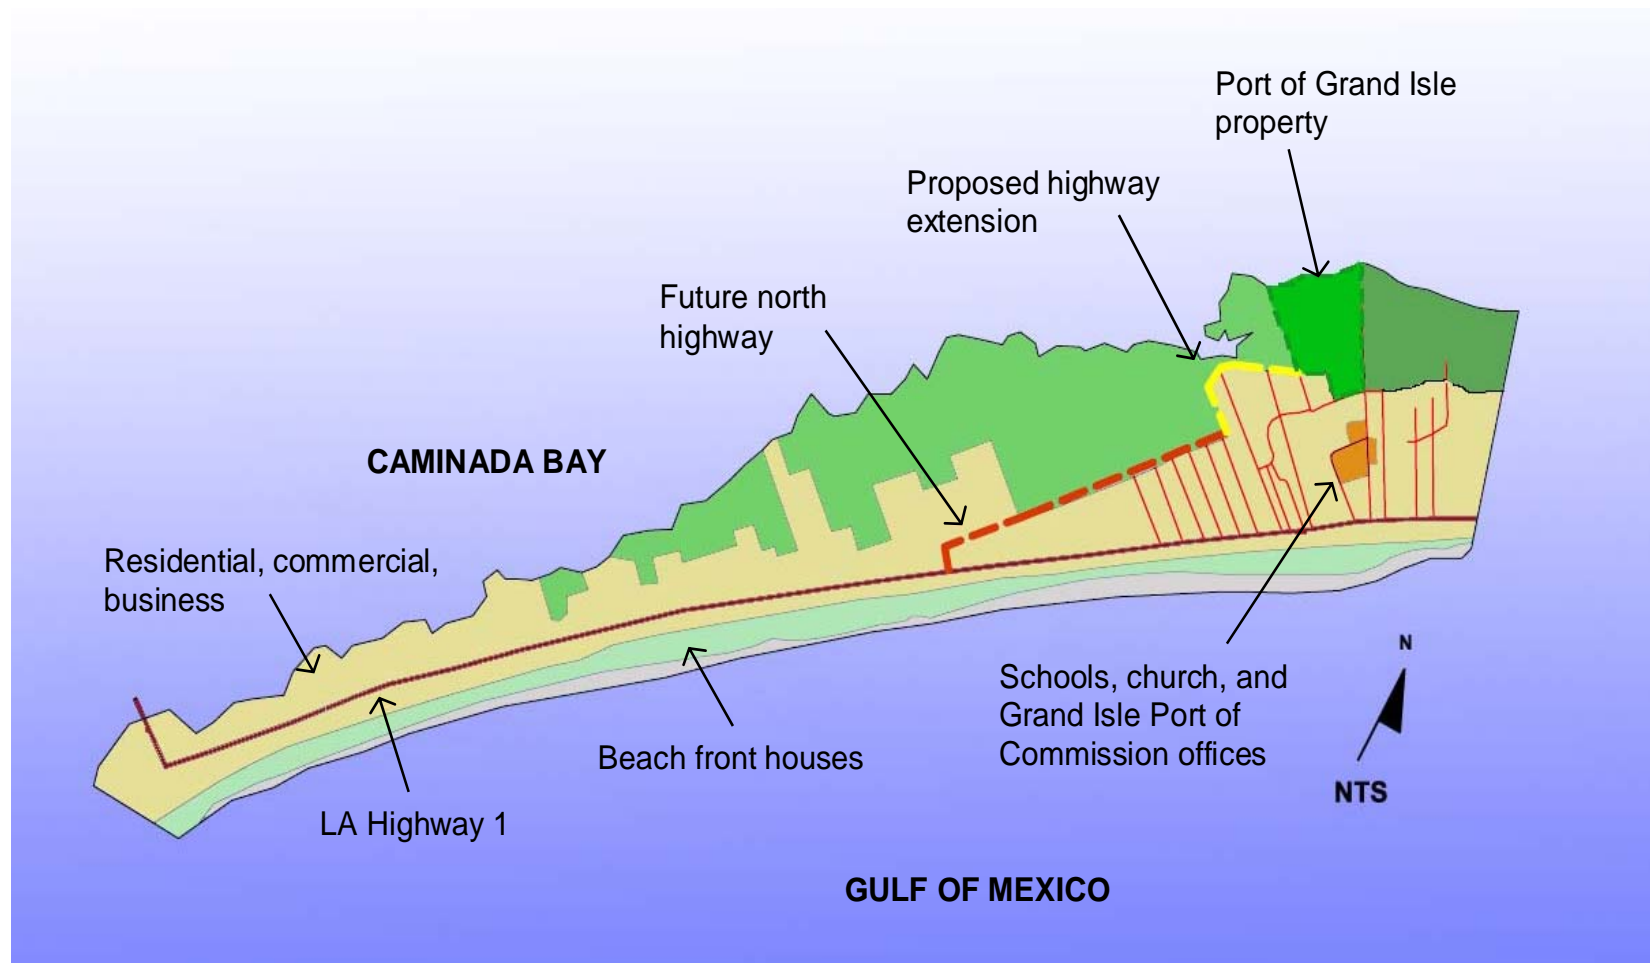 Port of Grand Isle
property
Proposed highway
extension
Future north
highway
CAMINADA BAY
Residential, commercial,
business
N
Schools, church, and
Grand Isle Port of
Commission offices
Beach front houses
NTS
LA Highway 1
GULF OF MEXICO